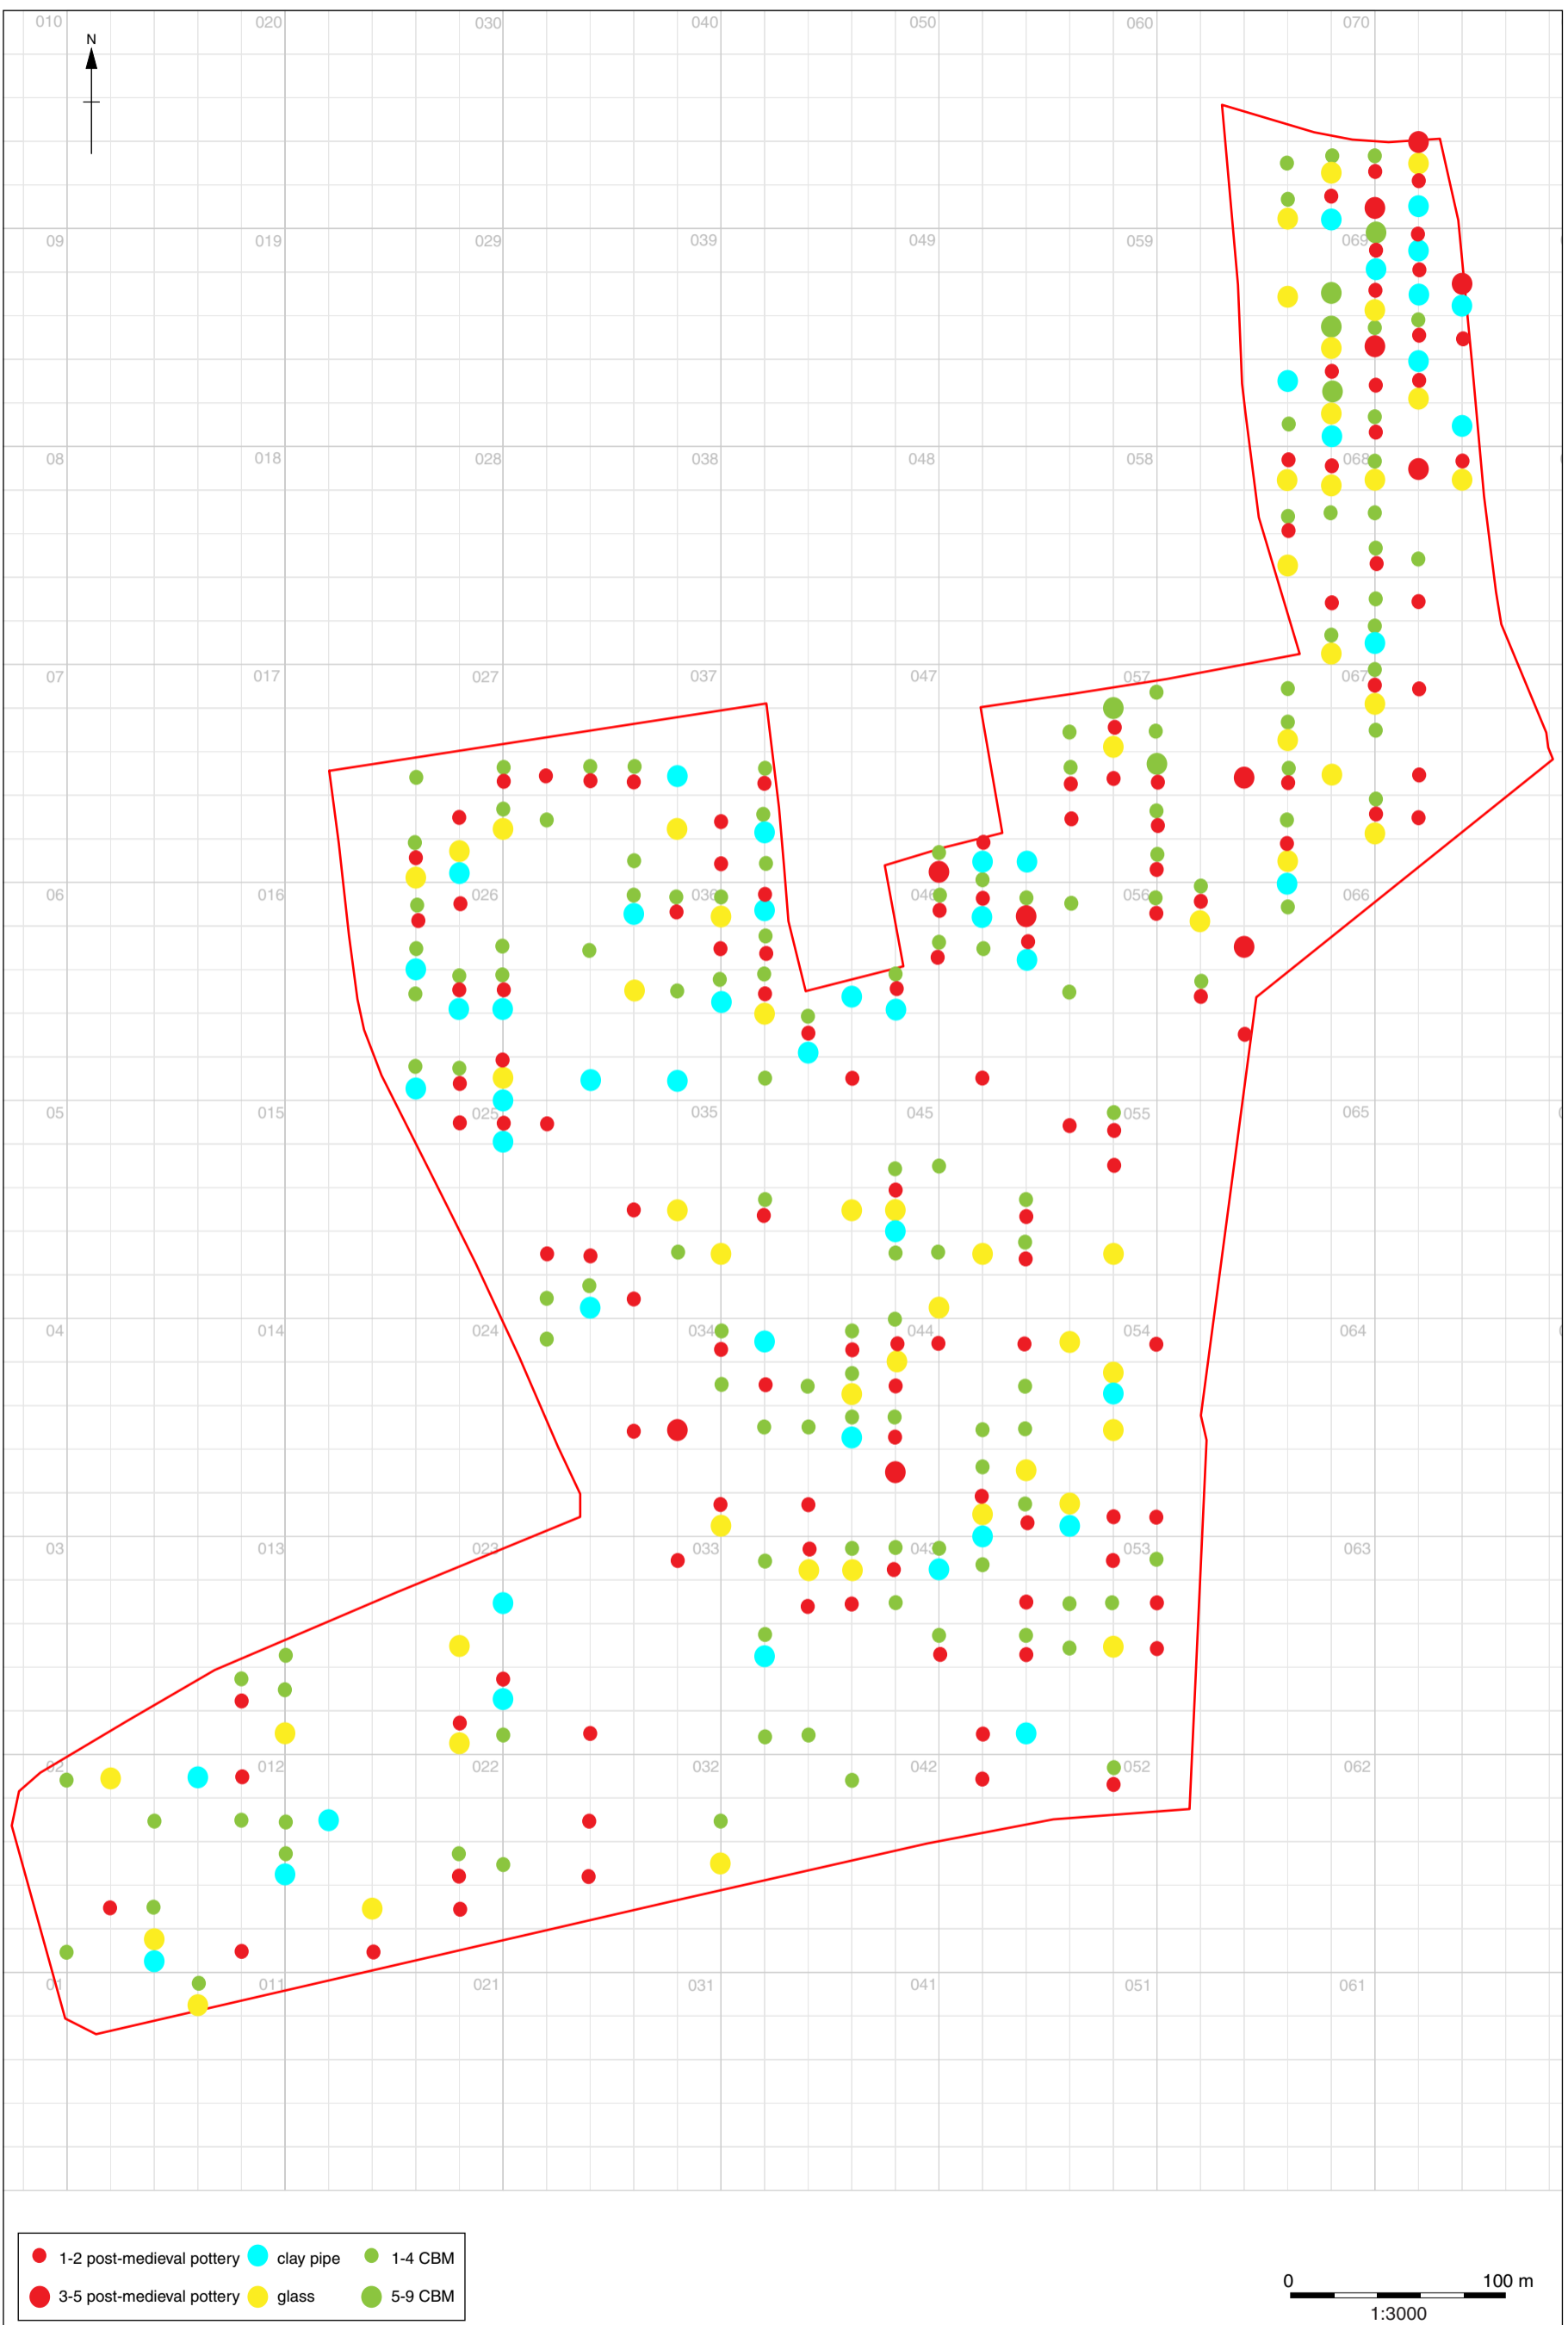 010 020 030 040 050 060 070
N
09 019 029 039 049 059 069
08 018 028 038 048 058 068
07 017 027 037 047 057 067
06 016 026 036 046 056 066
05 015 025 035 045 055 065
04 014 024 034 044 054 064
03 013 023 033 043 053 063
02 012 022 032 042 052 062
01 011 021 031 041 051 061
1-2 post-medieval pottery clay pipe 1-4 CBM
3-5 post-medieval pottery glass 5-9 CBM
0 100 m
1:3000